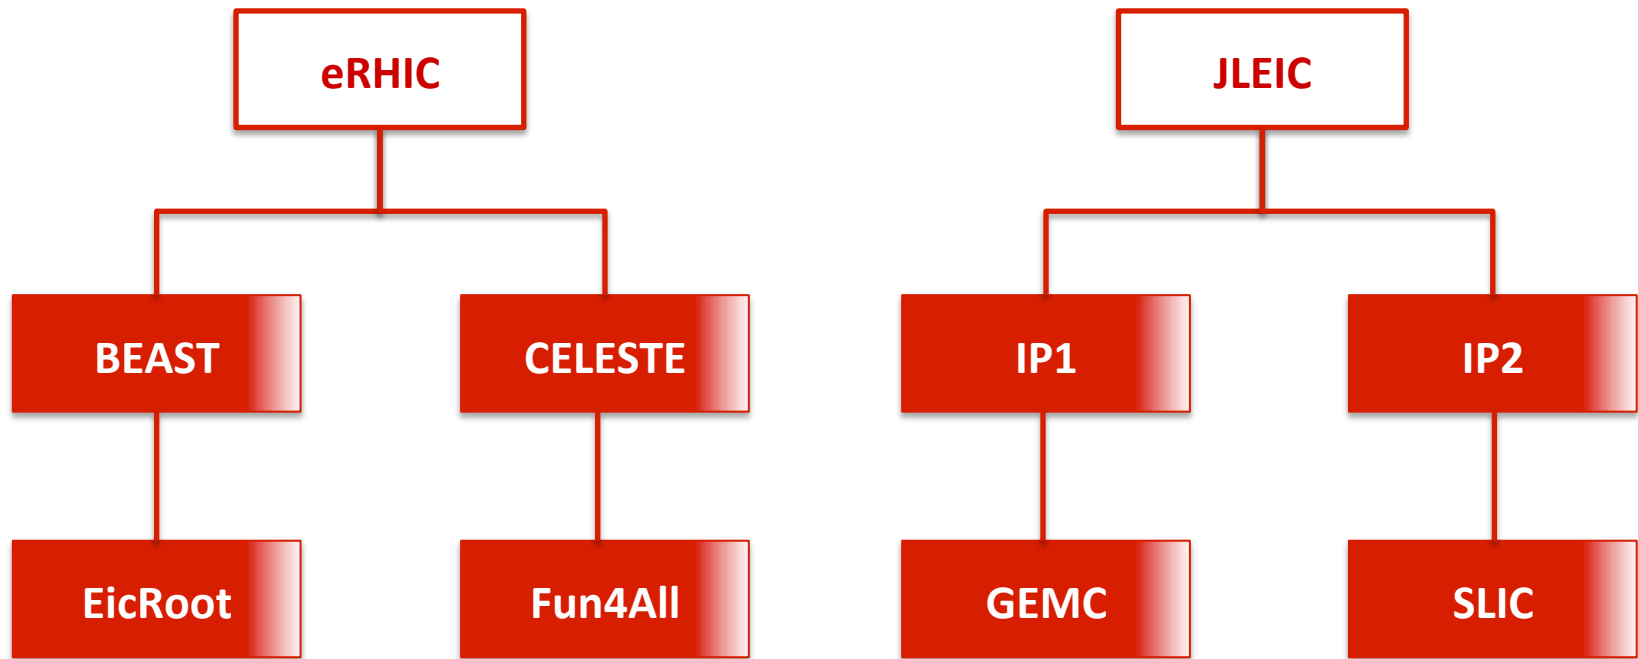 eRHIC
JLEIC
BEAST
CELESTE
IP1
IP2
EicRoot
Fun4All
GEMC
SLIC